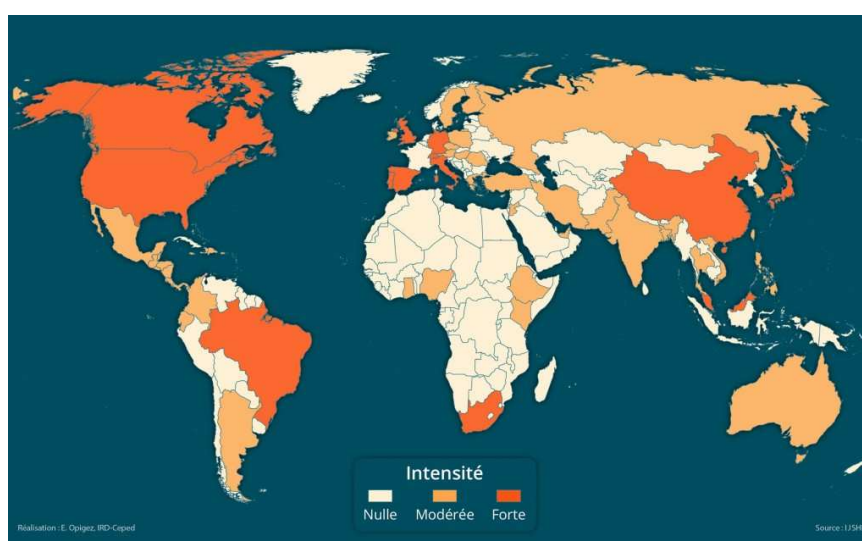 Intensité
Nulle Modérée Forte
Réalisation : E. Opigez, IRD-Ceped
Source : IJSH